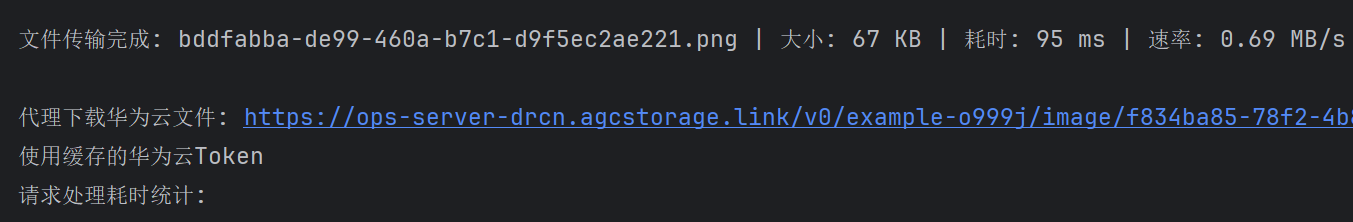 文件传输完成: bddfabba-de99-460a-b7c1-d9f5ec2ae221.png | 大小: 67 KB | 耗时: 95 ms | 速率: 0.69 MB/s
代理下载华为云文件: https://ops-server-drcn.agcstorage.link/v0/example-o999j/image/f834ba85-78f2-4b8
使用缓存的华为云Token
请求处理耗时统计: